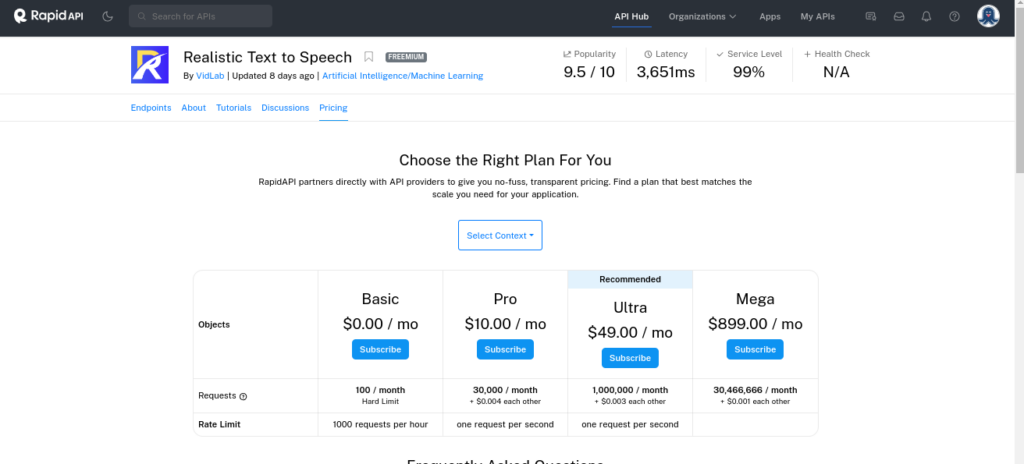 Rapid API
Search for APIs
API Hub
Organizations
Apps
My APIs
Realistic Text to Speech
FREEMIUM
By VidLab | Updated 8 days ago | Artificial Intelligence/Machine Learning
Popularity
9.5 / 10
Latency
3,651ms
Service Level
99%
Health Check
N/A
Endpoints About Tutorials Discussions Pricing
Choose the Right Plan For You
RapidAPI partners directly with API providers to give you no-fuss, transparent pricing. Find a plan that best matches the
scale you need for your application.
Select Context
Objects
Basic
$0.00 / mo
Subscribe
Pro
$10.00 / mo
Subscribe
Recommended
Ultra
$49.00 / mo
Subscribe
Mega
$899.00 / mo
Subscribe
Requests
100 / month
Hard Limit
30,000 / month
+ $0.004 each other
1,000,000 / month
+ $0.003 each other
30,466,666 / month
+ $0.001 each other
Rate Limit
1000 requests per hour
one request per second
one request per second
Frequently Asked Questions